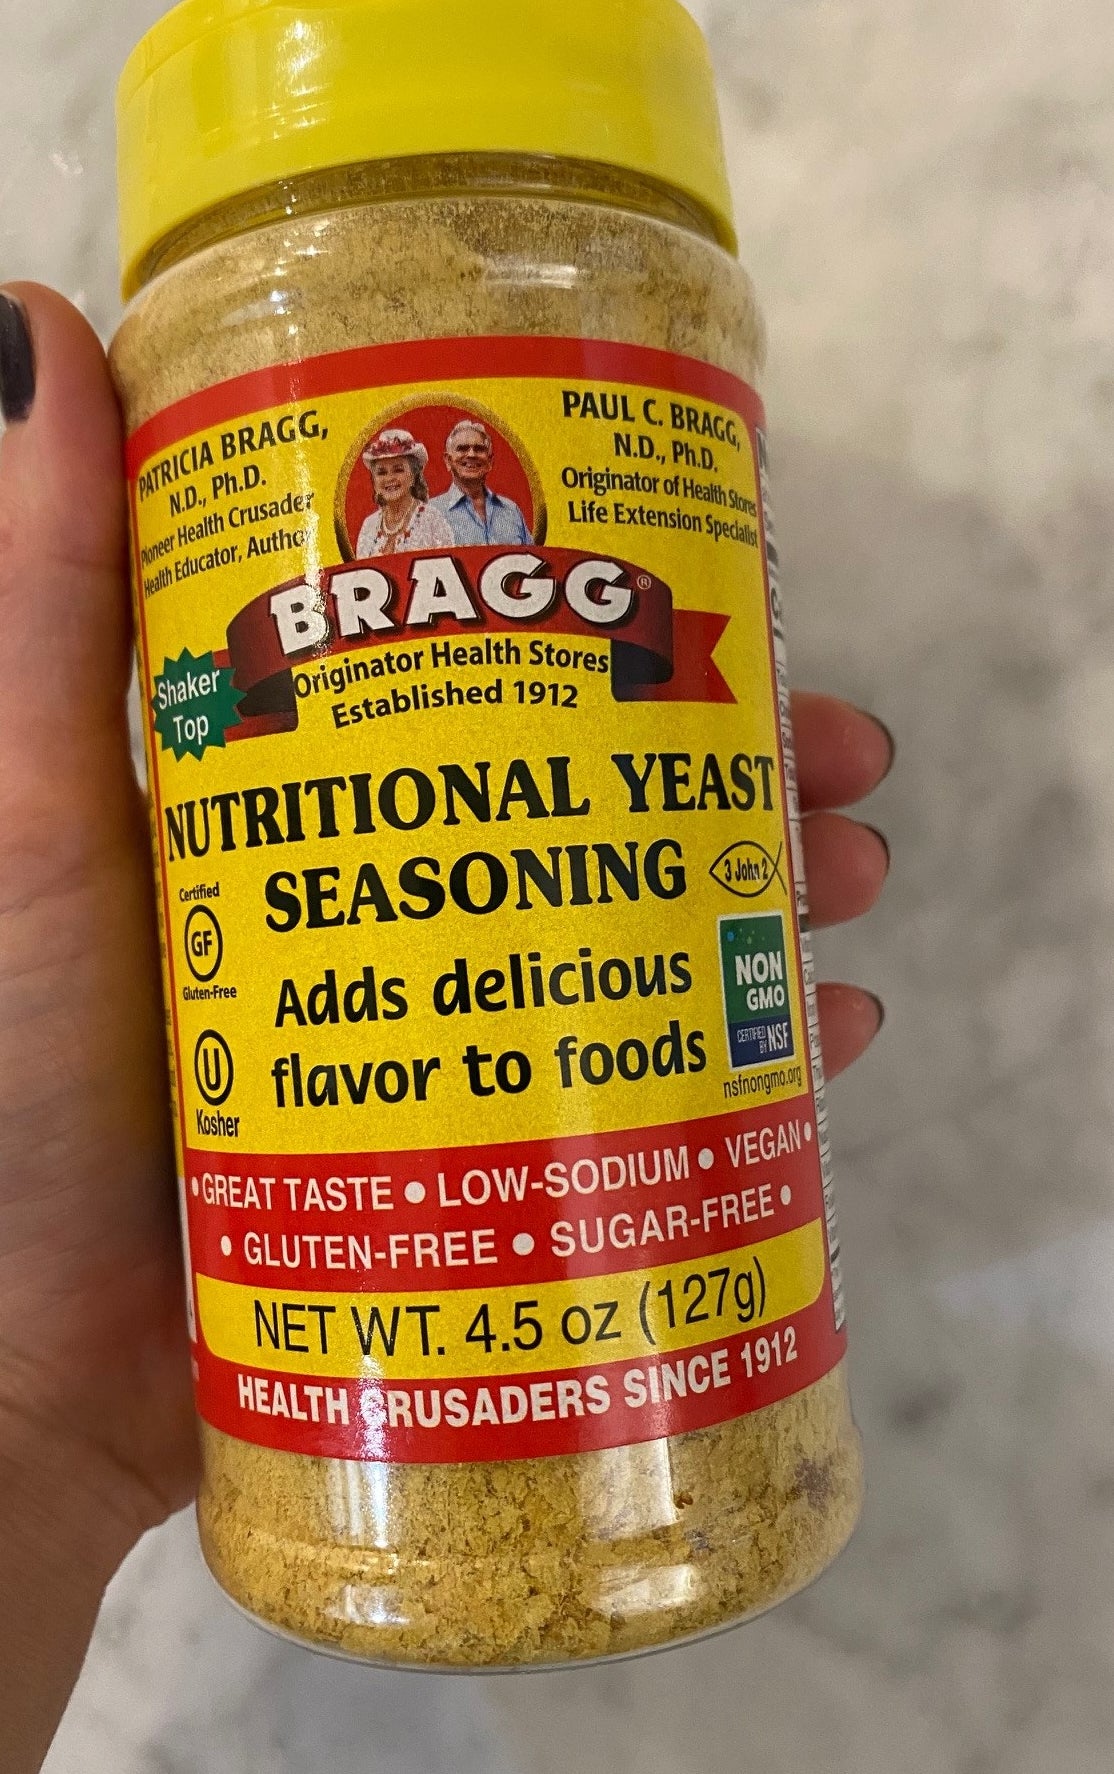 PATRICIA BRAGG,
N.D., Ph.D.
Pioneer Health Crusader
Health Educator, Author
PAUL C. BRAGG,
N.D., Ph.D.
Originator of Health Stores
Life Extension Specialist
BRAGG®
Originator Health Stores
Established 1912
Shaker
Top
NUTRITIONAL YEAST
SEASONING
3 John 2
Certified
GF
Gluten-Free
U
Kosher
Adds delicious
flavor to foods
NON
GMO
CERTIFIED
BY NSF
nsfnongmo.org
• GREAT TASTE • LOW-SODIUM • VEGAN •
• GLUTEN-FREE • SUGAR-FREE •
NET WT. 4.5 oz (127g)
HEALTH CRUSADERS SINCE 1912